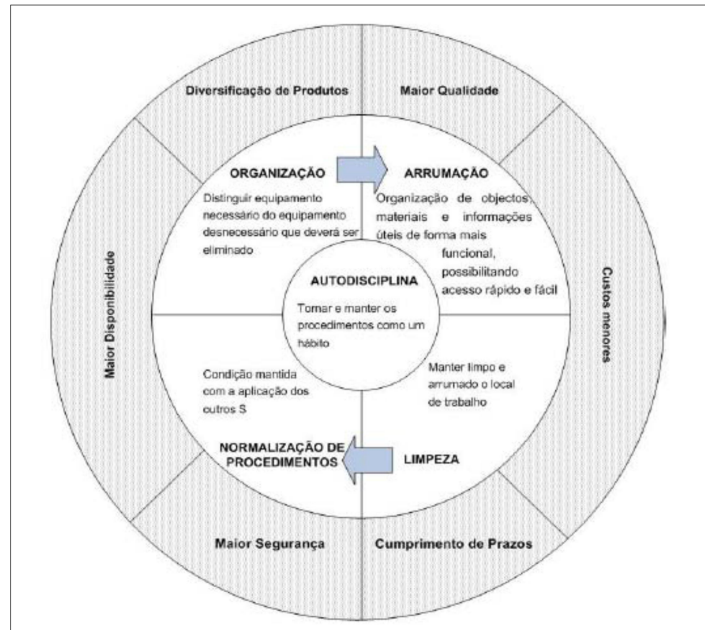 Diversificação de Produtos
Maior Qualidade
Maior Disponibilidade
Custos menores
ORGANIZAÇÃO
Distinguir equipamento
necessário do equipamento
desnecessário que deverá ser
eliminado
ARRUMAÇÃO
Organização de objectos,
materiais e informações
úteis de forma mais
funcional,
possibilitando
acesso rápido e fácil
AUTODISCIPLINA
Tornar e manter os
procedimentos como um
hábito
Condição mantida
com a aplicação dos
outros S
NORMALIZAÇÃO DE
PROCEDIMENTOS
Manter limpo e
arrumado o local
de trabalho
LIMPEZA
Maior Segurança
Cumprimento de Prazos